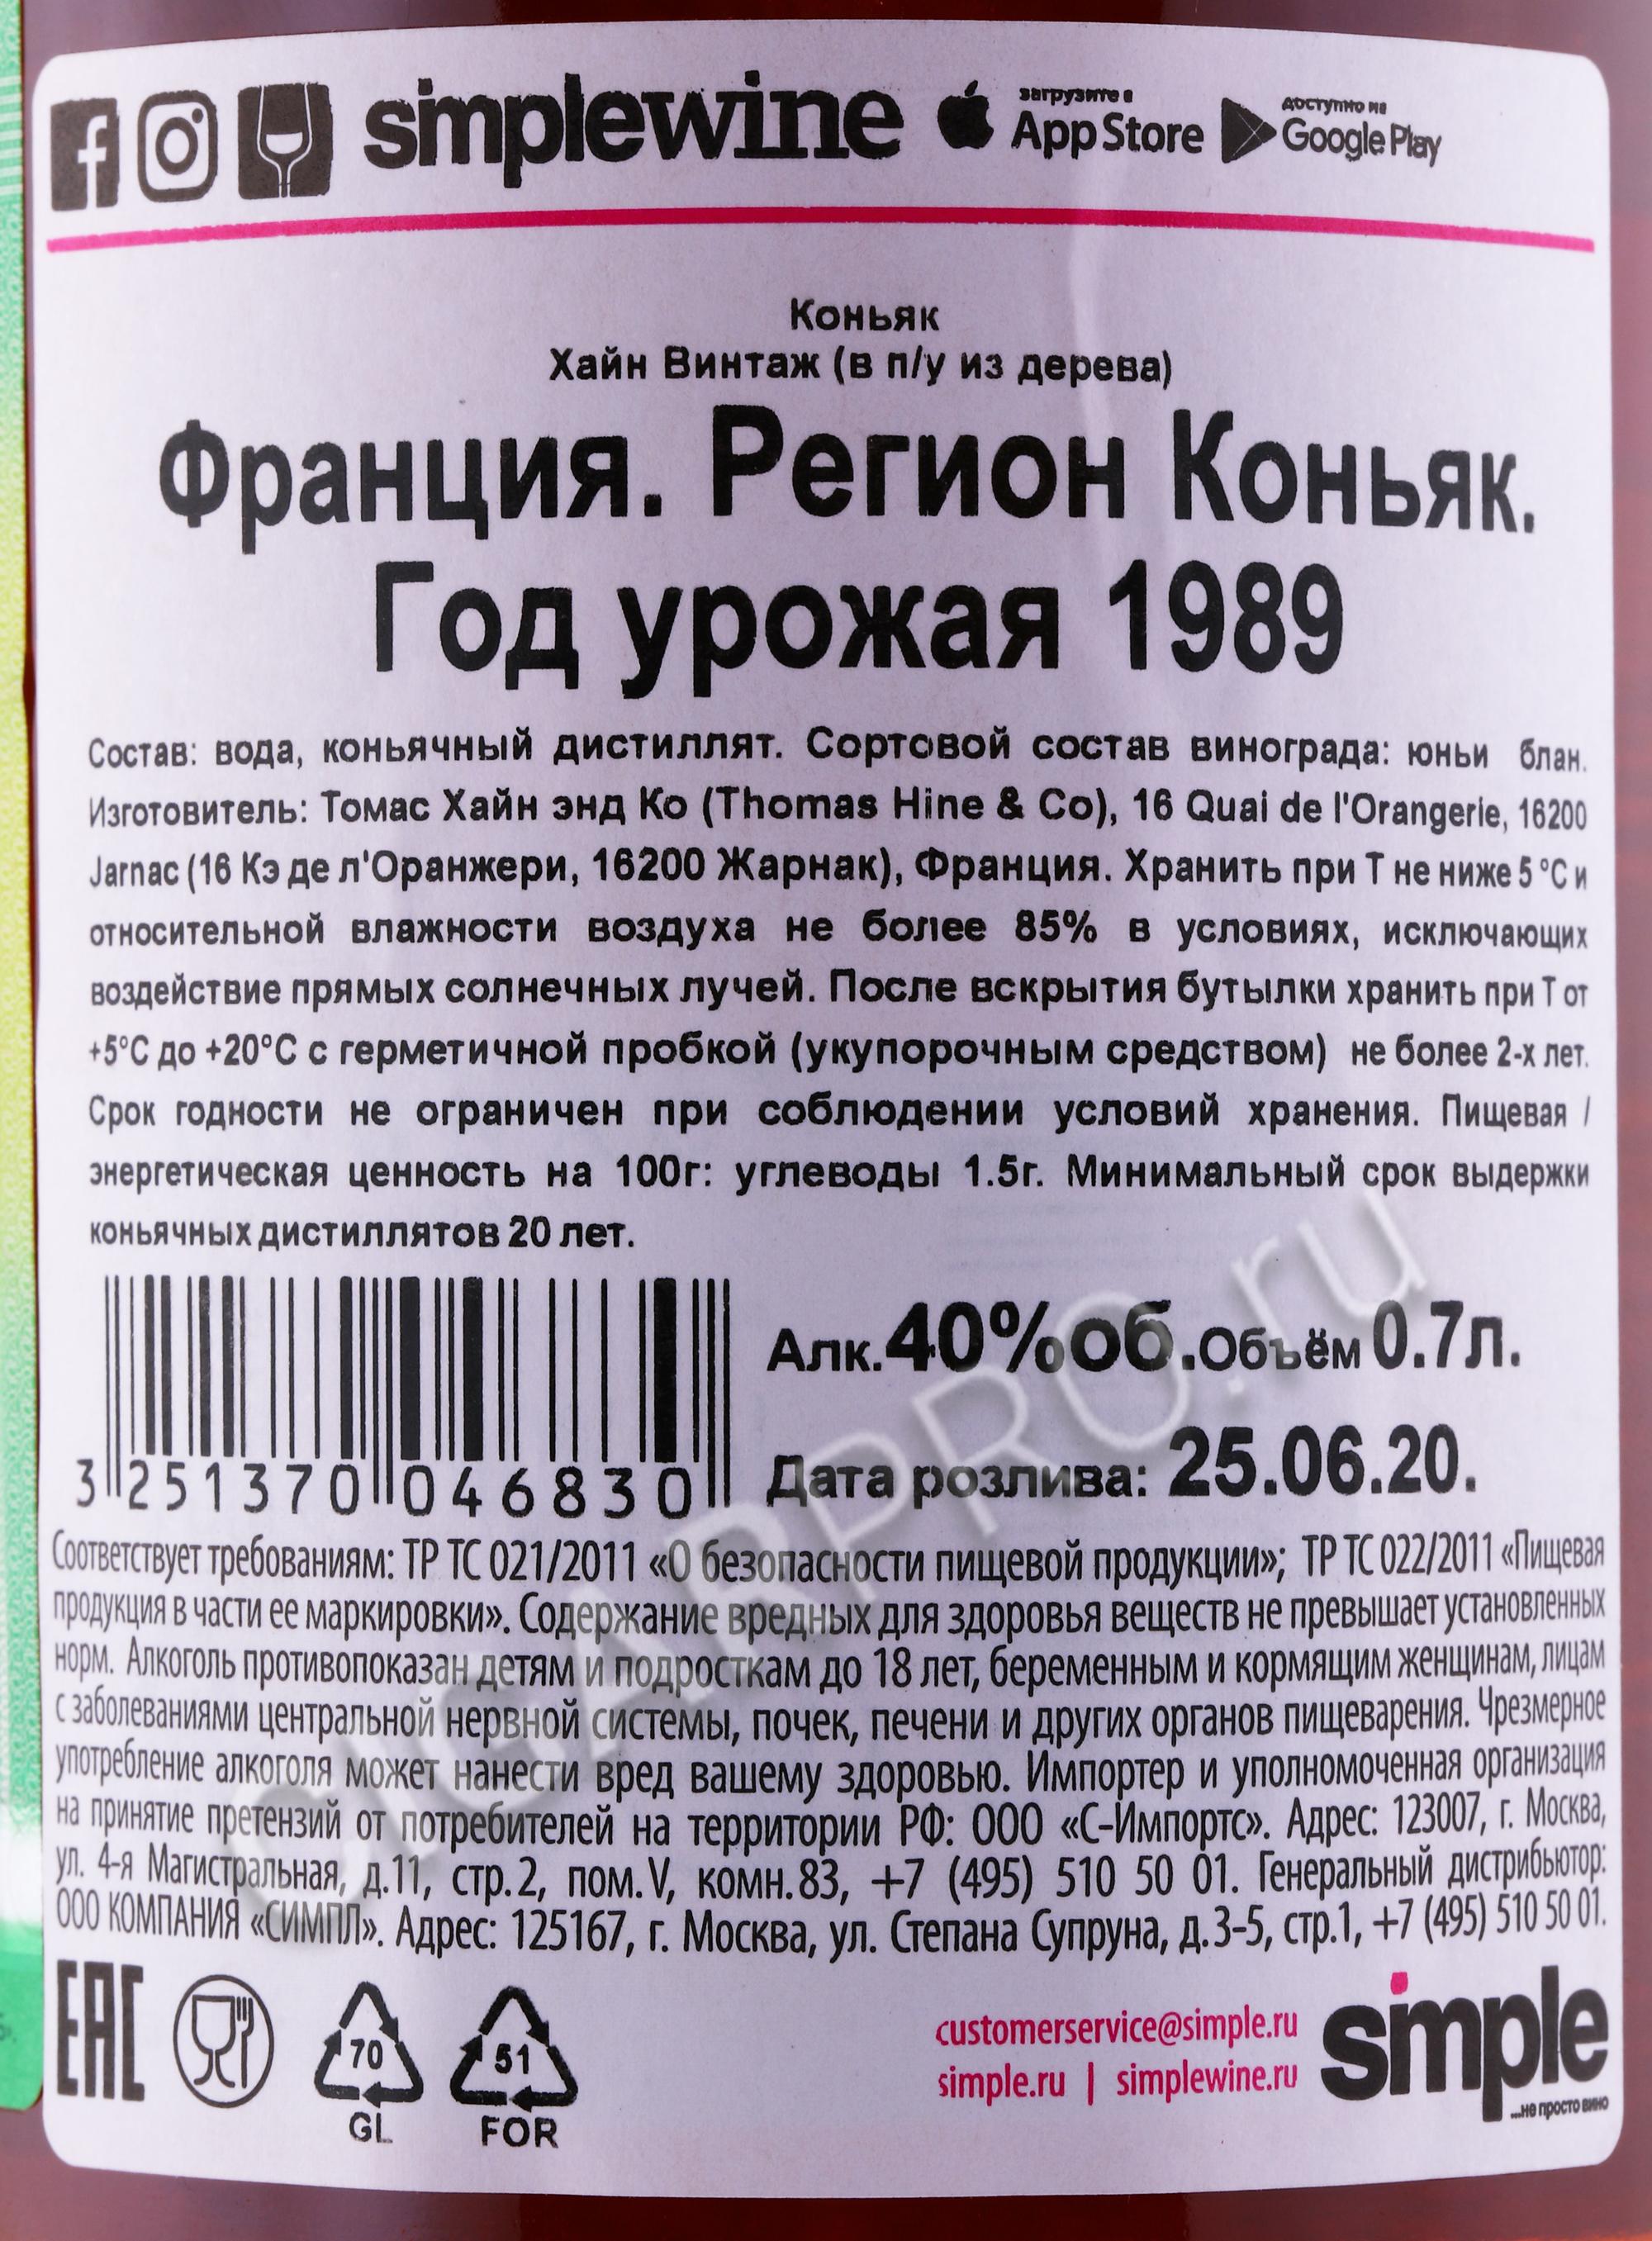 simplewine
загрузите в
App Store
доступно на
Google Play
Коньяк
Хайн Винтаж (в п/у из дерева)
Франция. Регион Коньяк.
Год урожая 1989
Состав: вода, коньячный дистиллят. Сортовой состав винограда: юньи блан.
Изготовитель: Томас Хайн энд Ко (Thomas Hine & Co), 16 Quai de l'Orangerie, 16200
Jarnac (16 Кэ де л'Оранжери, 16200 Жарнак), Франция. Хранить при Т не ниже 5 °С и
относительной влажности воздуха не более 85% в условиях, исключающих
воздействие прямых солнечных лучей. После вскрытия бутылки хранить при Т от
+5°С до +20°С с герметичной пробкой (укупорочным средством) не более 2-х лет.
Срок годности не ограничен при соблюдении условий хранения. Пищевая /
энергетическая ценность на 100г: углеводы 1.5г. Минимальный срок выдержки
коньячных дистиллятов 20 лет.
Алк.40%об.Объём 0.7л.
Дата розлива: 25.06.20.
3 251370 046830
Соответствует требованиям: ТР ТС 021/2011 «О безопасности пищевой продукции»; ТР ТС 022/2011 «Пищевая
продукция в части ее маркировки». Содержание вредных для здоровья веществ не превышает установленных
норм. Алкоголь противопоказан детям и подросткам до 18 лет, беременным и кормящим женщинам, лицам
с заболеваниями центральной нервной системы, почек, печени и других органов пищеварения. Чрезмерное
употребление алкоголя может нанести вред вашему здоровью. Импортер и уполномоченная организация
на принятие претензий от потребителей на территории РФ: ООО «С-Импортс». Адрес: 123007, г. Москва,
ул. 4-я Магистральная, д.11, стр.2, пом.V, комн.83, +7 (495) 510 50 01. Генеральный дистрибьютор:
ООО КОМПАНИЯ «СИМПЛ». Адрес: 125167, г. Москва, ул. Степана Супруна, д.3-5, стр.1, +7 (495) 510 50 01.
EAC
70
GL
51
FOR
customerservice@simple.ru
simple.ru | simplewine.ru
simple
...не просто вино
CIGARPRO.ru